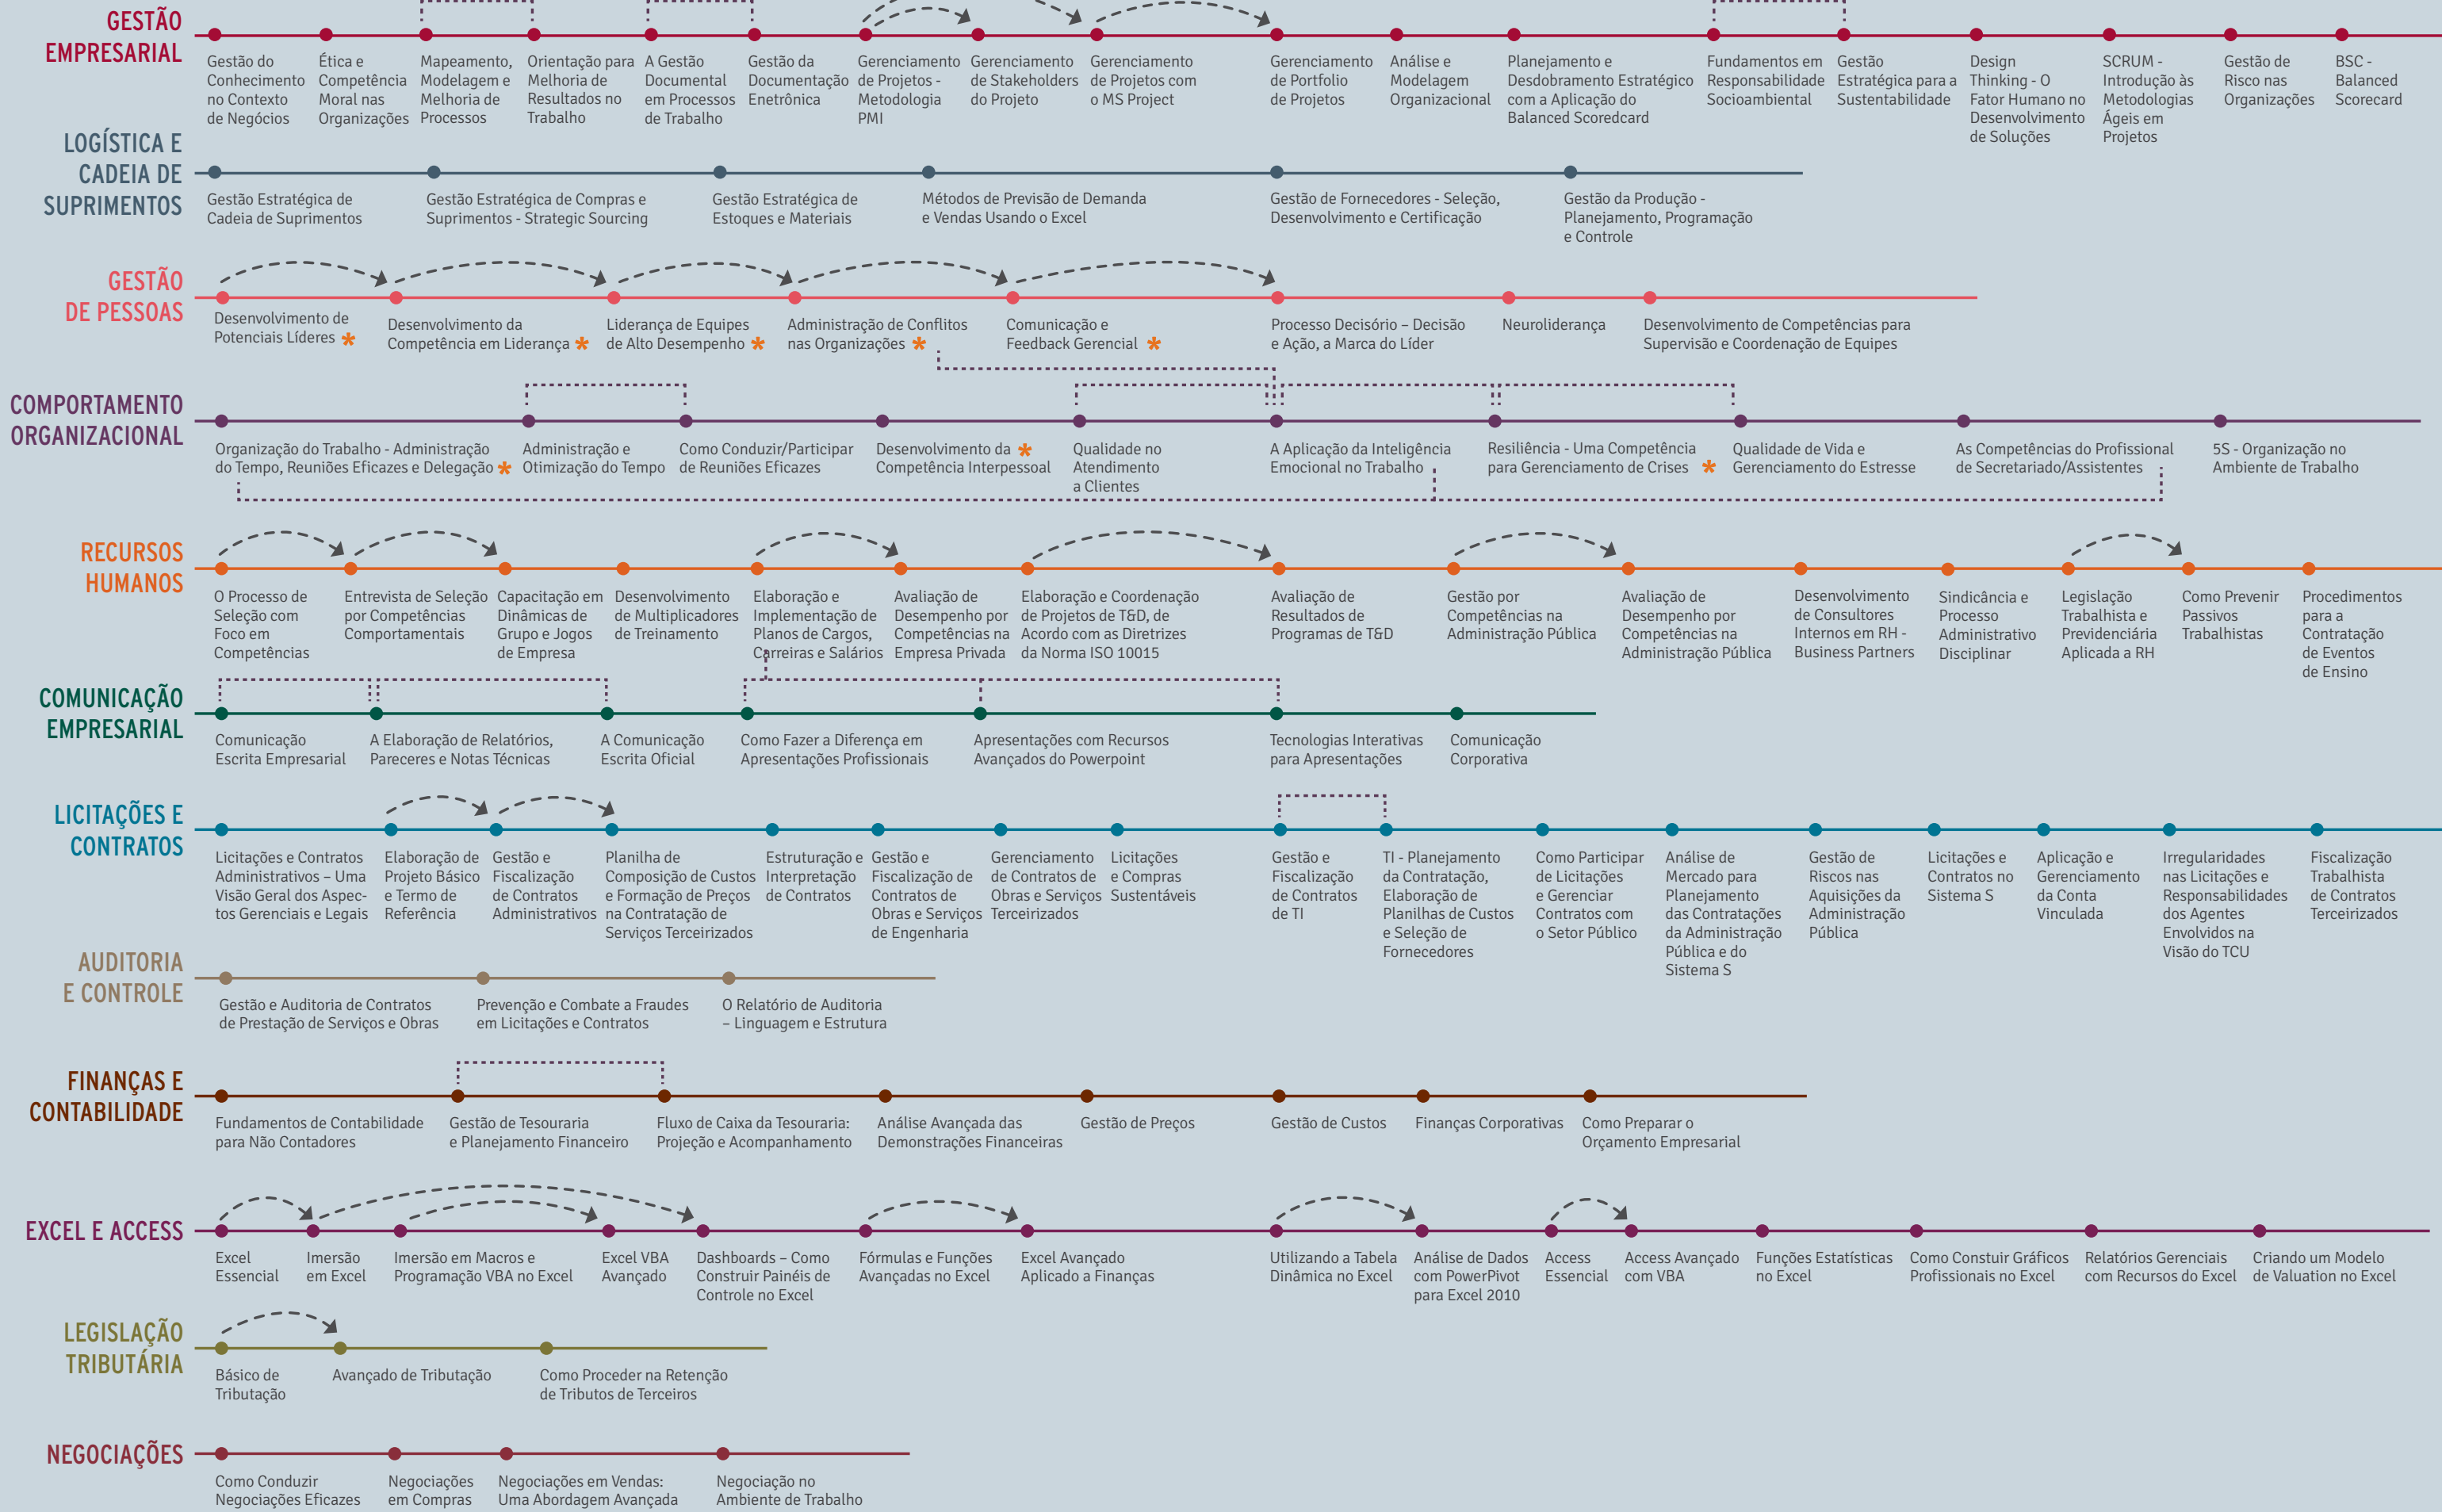 GESTÃO
EMPRESARIAL
Gestão do
Conhecimento
no Contexto
de Negócios
Ética e
Competência
Moral nas
Organizações
Mapeamento,
Modelagem e
Melhoria de
Processos
Orientação para
Melhoria de
Resultados no
Trabalho
A Gestão
Documental
em Processos
de Trabalho
Gestão da
Documentação
Enetrônica
Gerenciamento
de Projetos -
Metodologia
PMI
Gerenciamento
de Stakeholders
do Projeto
Gerenciamento
de Projetos com
o MS Project
Gerenciamento
de Portfolio
de Projetos
Análise e
Modelagem
Organizacional
Planejamento e
Desdobramento Estratégico
com a Aplicação do
Balanced Scoredcard
Fundamentos em
Responsabilidade
Socioambiental
Gestão
Estratégica para a
Sustentabilidade
Design
Thinking - O
Fator Humano no
Desenvolvimento
de Soluções
SCRUM -
Introdução às
Metodologias
Ágeis em
Projetos
Gestão de
Risco nas
Organizações
BSC -
Balanced
Scorecard
LOGÍSTICA E
CADEIA DE
SUPRIMENTOS
Gestão Estratégica de
Cadeia de Suprimentos
Gestão Estratégica de Compras e
Suprimentos - Strategic Sourcing
Gestão Estratégica de
Estoques e Materiais
Métodos de Previsão de Demanda
e Vendas Usando o Excel
Gestão de Fornecedores - Seleção,
Desenvolvimento e Certificação
Gestão da Produção -
Planejamento, Programação
e Controle
GESTÃO
DE PESSOAS
Desenvolvimento de
Potenciais Líderes *
Desenvolvimento da
Competência em Liderança *
Liderança de Equipes
de Alto Desempenho *
Administração de Conflitos
nas Organizações *
Comunicação e
Feedback Gerencial *
Processo Decisório – Decisão
e Ação, a Marca do Líder
Neuroliderança
Desenvolvimento de Competências para
Supervisão e Coordenação de Equipes
COMPORTAMENTO
ORGANIZACIONAL
Organização do Trabalho - Administração
do Tempo, Reuniões Eficazes e Delegação *
Administração e
Otimização do Tempo
Como Conduzir/Participar
de Reuniões Eficazes
Desenvolvimento da *
Competência Interpessoal
Qualidade no
Atendimento
a Clientes
A Aplicação da Inteligência
Emocional no Trabalho
Resiliência - Uma Competência
para Gerenciamento de Crises *
Qualidade de Vida e
Gerenciamento do Estresse
As Competências do Profissional
de Secretariado/Assistentes
5S - Organização no
Ambiente de Trabalho
RECURSOS
HUMANOS
O Processo de
Seleção com
Foco em
Competências
Entrevista de Seleção
por Competências
Comportamentais
Capacitação em
Dinâmicas de
Grupo e Jogos
de Empresa
Desenvolvimento
de Multiplicadores
de Treinamento
Elaboração e
Implementação de
Planos de Cargos,
Carreiras e Salários
Avaliação de
Desempenho por
Competências na
Empresa Privada
Elaboração e Coordenação
de Projetos de T&D, de
Acordo com as Diretrizes
da Norma ISO 10015
Avaliação de
Resultados de
Programas de T&D
Gestão por
Competências na
Administração Pública
Avaliação de
Desempenho por
Competências na
Administração Pública
Desenvolvimento
de Consultores
Internos em RH -
Business Partners
Sindicância e
Processo
Administrativo
Disciplinar
Legislação
Trabalhista e
Previdenciária
Aplicada a RH
Como Prevenir
Passivos
Trabalhistas
Procedimentos
para a
Contratação
de Eventos
de Ensino
COMUNICAÇÃO
EMPRESARIAL
Comunicação
Escrita Empresarial
A Elaboração de Relatórios,
Pareceres e Notas Técnicas
A Comunicação
Escrita Oficial
Como Fazer a Diferença em
Apresentações Profissionais
Apresentações com Recursos
Avançados do Powerpoint
Tecnologias Interativas
para Apresentações
Comunicação
Corporativa
LICITAÇÕES E
CONTRATOS
Licitações e Contratos
Administrativos – Uma
Visão Geral dos Aspec-
tos Gerenciais e Legais
Elaboração de
Projeto Básico
e Termo de
Referência
Gestão e
Fiscalização
de Contratos
Administrativos
Planilha de
Composição de Custos
e Formação de Preços
na Contratação de
Serviços Terceirizados
Estruturação e
Interpretação
de Contratos
Gestão e
Fiscalização de
Contratos de
Obras e Serviços
de Engenharia
Gerenciamento
de Contratos de
Obras e Serviços
Terceirizados
Licitações
e Compras
Sustentáveis
Gestão e
Fiscalização
de Contratos
de TI
TI - Planejamento
da Contratação,
Elaboração de
Planilhas de Custos
e Seleção de
Fornecedores
Como Participar
de Licitações
e Gerenciar
Contratos com
o Setor Público
Análise de
Mercado para
Planejamento
das Contratações
da Administração
Pública e do
Sistema S
Gestão de
Riscos nas
Aquisições da
Administração
Pública
Licitações e
Contratos no
Sistema S
Aplicação e
Gerenciamento
da Conta
Vinculada
Irregularidades
nas Licitações e
Responsabilidades
dos Agentes
Envolvidos na
Visão do TCU
Fiscalização
Trabalhista
de Contratos
Terceirizados
AUDITORIA
E CONTROLE
Gestão e Auditoria de Contratos
de Prestação de Serviços e Obras
Prevenção e Combate a Fraudes
em Licitações e Contratos
O Relatório de Auditoria
– Linguagem e Estrutura
FINANÇAS E
CONTABILIDADE
Fundamentos de Contabilidade
para Não Contadores
Gestão de Tesouraria
e Planejamento Financeiro
Fluxo de Caixa da Tesouraria:
Projeção e Acompanhamento
Análise Avançada das
Demonstrações Financeiras
Gestão de Preços
Gestão de Custos
Finanças Corporativas
Como Preparar o
Orçamento Empresarial
EXCEL E ACCESS
Excel
Essencial
Imersão
em Excel
Imersão em Macros e
Programação VBA no Excel
Excel VBA
Avançado
Dashboards – Como
Construir Painéis de
Controle no Excel
Fórmulas e Funções
Avançadas no Excel
Excel Avançado
Aplicado a Finanças
Utilizando a Tabela
Dinâmica no Excel
Análise de Dados
com PowerPivot
para Excel 2010
Access
Essencial
Access Avançado
com VBA
Funções Estatísticas
no Excel
Como Constuir Gráficos
Profissionais no Excel
Relatórios Gerenciais
com Recursos do Excel
Criando um Modelo
de Valuation no Excel
LEGISLAÇÃO
TRIBUTÁRIA
Básico de
Tributação
Avançado de Tributação
Como Proceder na Retenção
de Tributos de Terceiros
NEGOCIAÇÕES
Como Conduzir
Negociações Eficazes
Negociações
em Compras
Negociações em Vendas:
Uma Abordagem Avançada
Negociação no
Ambiente de Trabalho